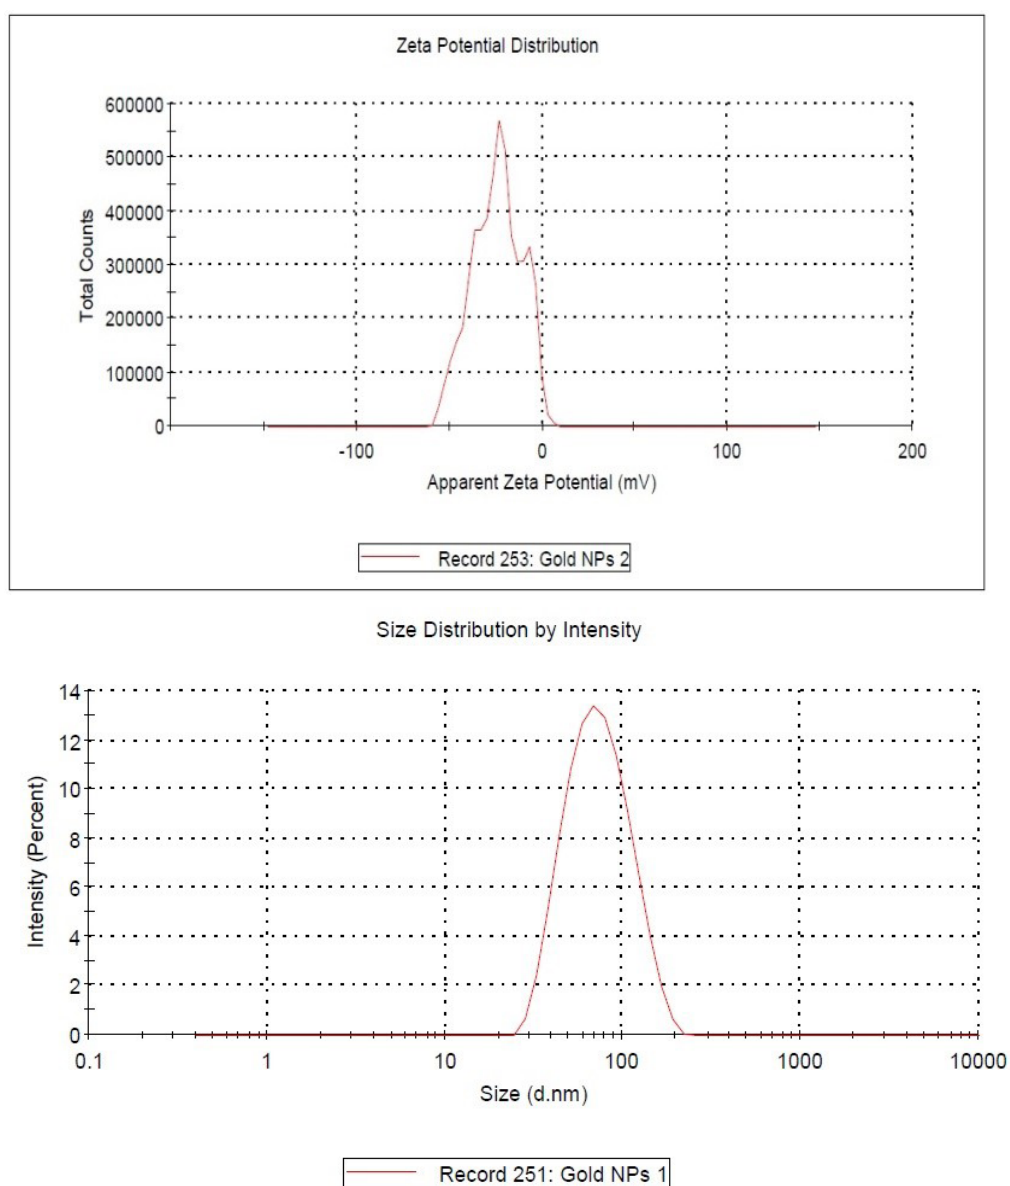 Zeta Potential Distribution
600000
500000
400000
300000
200000
100000
0
Total Counts
-100 0 100 200
Apparent Zeta Potential (mV)
Record 253: Gold NPs 2
Size Distribution by Intensity
14
12
10
8
6
4
2
0
Intensity (Percent)
0.1 1 10 100 1000 10000
Size (d.nm)
Record 251: Gold NPs 1